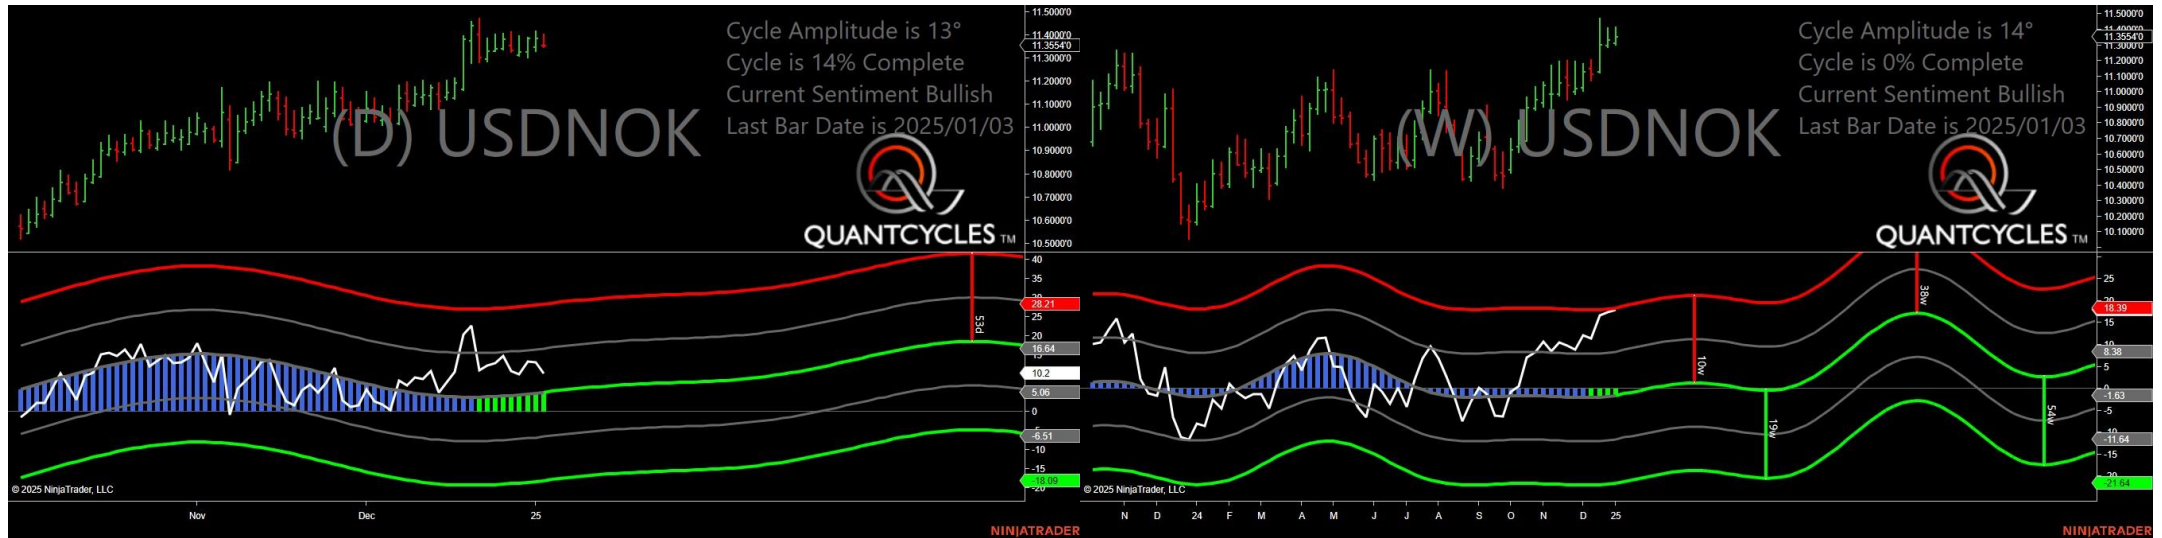 Cycle Amplitude is 13°
Cycle is 14% Complete
Current Sentiment Bullish
Last Bar Date is 2025/01/03
(D) USDNOK
QUANTCYCLES TM
11.5000'0
11.4000'0
11.3554'0
11.3000'0
11.2000'0
11.1000'0
11.0000'0
10.9000'0
10.8000'0
10.7000'0
10.6000'0
10.5000'0
40
35
28.21
25
20
16.64
10.2
5.06
0
-6.51
-10
-15
-18.09
53d
© 2025 NinjaTrader, LLC
Nov
Dec
25
NINJATRADER
Cycle Amplitude is 14°
Cycle is 0% Complete
Current Sentiment Bullish
Last Bar Date is 2025/01/03
(W) USDNOK
QUANTCYCLES TM
11.5000'0
11.3554'0
11.3000'0
11.2000'0
11.1000'0
11.0000'0
10.9000'0
10.8000'0
10.7000'0
10.6000'0
10.5000'0
10.4000'0
10.3000'0
10.2000'0
10.1000'0
25
18.39
15
8.38
5
0
-1.63
-5
-11.64
-15
-21.64
10w
19w
38w
54w
© 2025 NinjaTrader, LLC
N
D
24
F
M
A
M
J
J
A
S
O
N
D
25
NINJATRADER